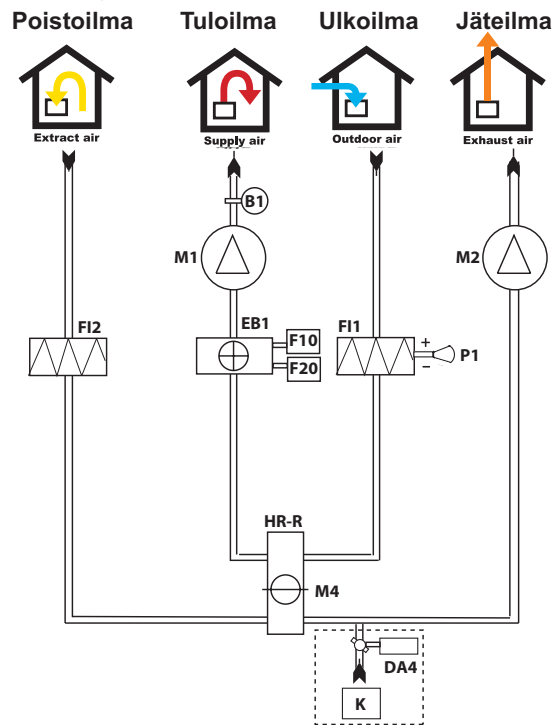 Poistoilma Tuloilma Ulkoilma Jäteilma
Extract air Supply air Outdoor air Exhaust air
B1
M1 M2
FI2 EB1 F10 FI1
F20 + P1
−
HR-R
M4
DA4
K